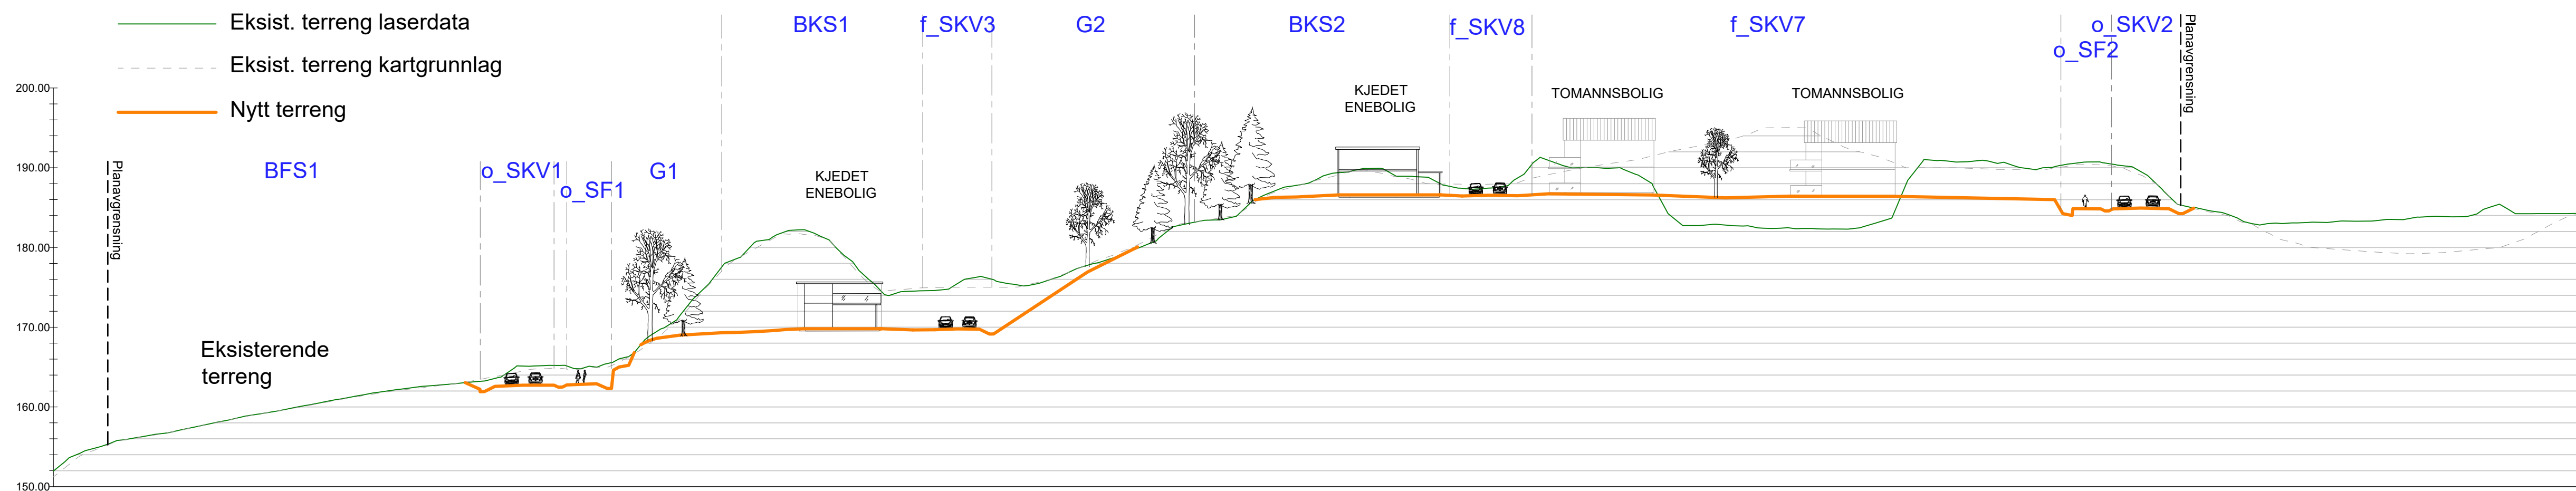 Eksist. terreng laserdata
Eksist. terreng kartgrunnlag
Nytt terreng
BKS1
f_SKV3
G2
BKS2
f_SKV8
f_SKV7
o_SKV2
o_SF2
Planavgrensning
200.00
190.00
180.00
170.00
160.00
150.00
KJEDET
ENEBOLIG
TOMANNSBOLIG
TOMANNSBOLIG
Planavgrensning
BFS1
o_SKV1
o_SF1
G1
KJEDET
ENEBOLIG
Eksisterende
terreng